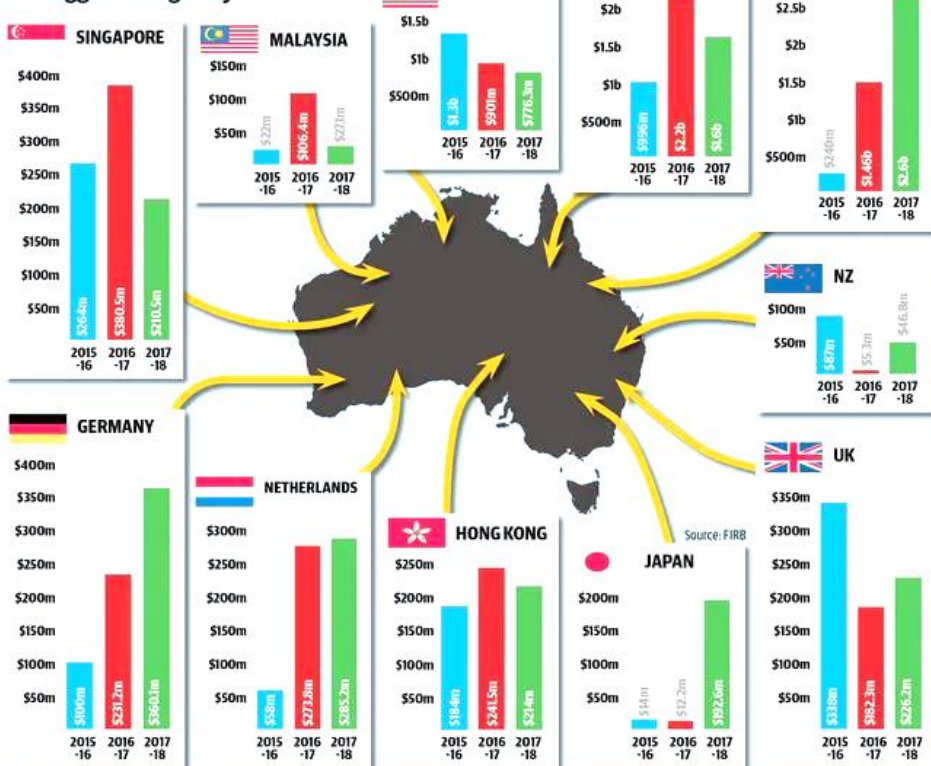 SINGAPORE
$400m
$350m
$300m
$250m
$200m
$150m
$100m
$50m
$264m
$380.5m
$210.5m
2015 -16
2016 -17
2017 -18
MALAYSIA
$150m
$100m
$50m
$22m
$106.4m
$27.1m
2015 -16
2016 -17
2017 -18
$1.5b
$1b
$500m
$1.3b
$901m
$776.3m
2015 -16
2016 -17
2017 -18
$2b
$1.5b
$1b
$500m
$996m
$2.2b
$1.6b
2015 -16
2016 -17
2017 -18
$2.5b
$2b
$1.5b
$1b
$500m
$240m
$1.46b
$2.6b
2015 -16
2016 -17
2017 -18
NZ
$100m
$50m
$87m
$5.3m
$46.8m
2015 -16
2016 -17
2017 -18
GERMANY
$400m
$350m
$300m
$250m
$200m
$150m
$100m
$50m
$100m
$231.2m
$360.1m
2015 -16
2016 -17
2017 -18
NETHERLANDS
$300m
$250m
$200m
$150m
$100m
$50m
$58m
$273.8m
$285.2m
2015 -16
2016 -17
2017 -18
HONG KONG
$250m
$200m
$150m
$100m
$50m
$184m
$241.5m
$214m
2015 -16
2016 -17
2017 -18
Source: FIRB
JAPAN
$200m
$150m
$100m
$50m
$14m
$12.2m
$192.6m
2015 -16
2016 -17
2017 -18
UK
$350m
$300m
$250m
$200m
$150m
$100m
$50m
$338m
$182.3m
$226.2m
2015 -16
2016 -17
2017 -18